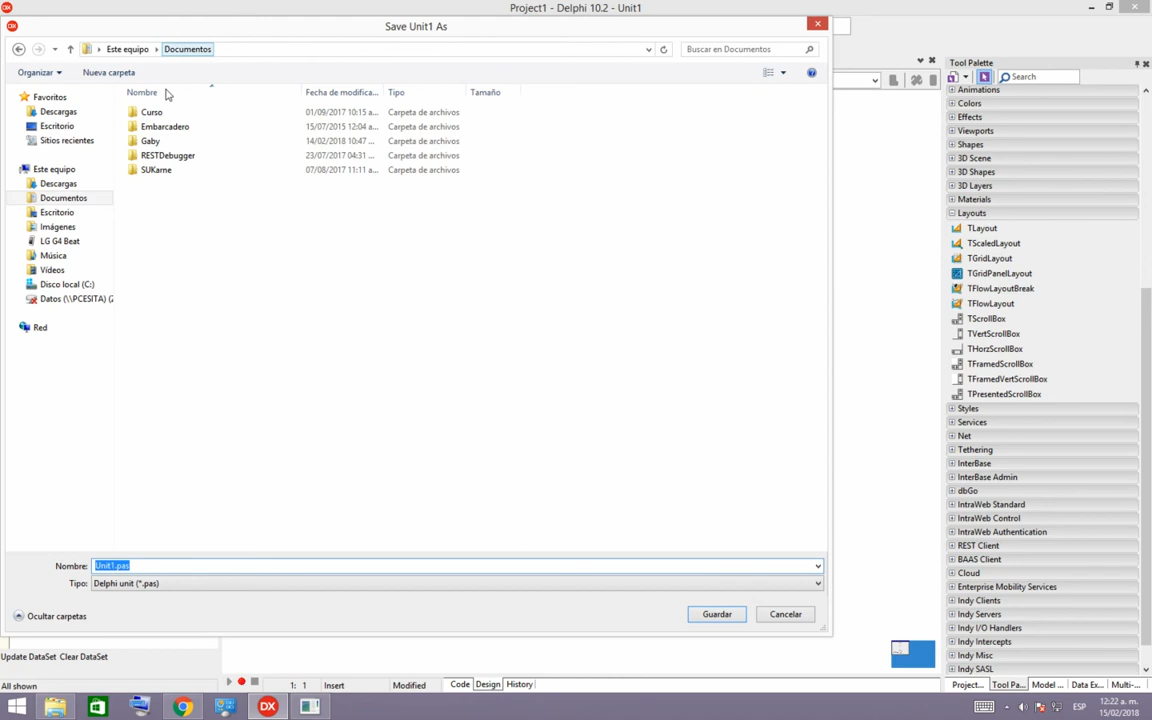 Project1 - Delphi 10.2 - Unit1
Save Unit1 As
Este equipo
Documentos
Buscar en Documentos
Organizar
Nueva carpeta
Nombre
Fecha de modifica...
Tipo
Tamaño
Favoritos
Descargas
Escritorio
Sitios recientes
Este equipo
Descargas
Documentos
Escritorio
Imágenes
LG G4 Beat
Música
Vídeos
Disco local (C:)
Datos (\\PCESITA) (Z
Red
Curso 01/09/2017 10:15 a... Carpeta de archivos
Embarcadero 15/07/2015 12:04 a... Carpeta de archivos
Gaby 14/02/2018 10:47 ... Carpeta de archivos
RESTDebugger 23/07/2017 04:31 ... Carpeta de archivos
SUKarne 07/08/2017 11:11 a... Carpeta de archivos
Nombre: Unit1.pas
Tipo: Delphi unit (*.pas)
Ocultar carpetas
Guardar
Cancelar
Tool Palette
Search
Animations
Colors
Effects
Viewports
Shapes
3D Scene
3D Shapes
3D Layers
Materials
Layouts
TLayout
TScaledLayout
TGridLayout
TGridPanelLayout
TFlowLayoutBreak
TFlowLayout
TScrollBox
TVertScrollBox
THorzScrollBox
TFramedScrollBox
TFramedVertScrollBox
TPresentedScrollBox
Styles
Services
Net
Tethering
InterBase
InterBase Admin
dbGo
IntraWeb Standard
IntraWeb Control
IntraWeb Authentication
REST Client
BAAS Client
Cloud
Enterprise Mobility Services
Indy Clients
Indy Servers
Indy I/O Handlers
Indy Intercepts
Indy Misc
Indy SASL
Update DataSet Clear DataSet
All shown
1: 1
Insert
Modified
Code
Design
History
Project...
Tool Pa...
Model ...
Data Ex...
Multi-...
ESP
12:22 a. m.
15/02/2018